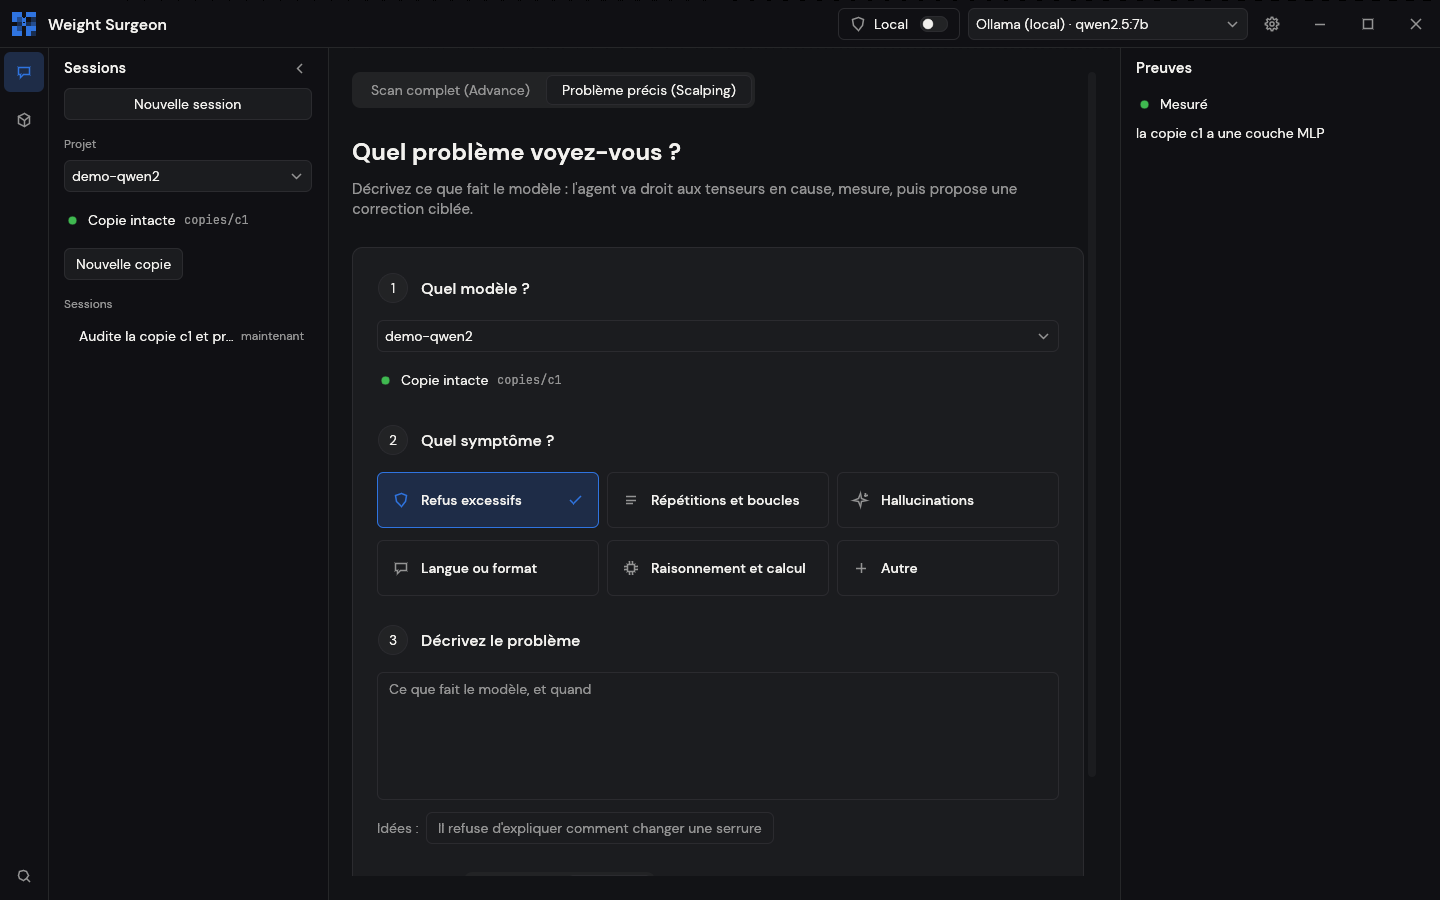 Weight Surgeon
Local
Ollama (local) · qwen2.5:7b
Sessions
Nouvelle session
Projet
demo-qwen2
Copie intacte copies/c1
Nouvelle copie
Sessions
Audite la copie c1 et pr... maintenant
Scan complet (Advance)
Problème précis (Scalping)
Quel problème voyez-vous ?
Décrivez ce que fait le modèle : l'agent va droit aux tenseurs en cause, mesure, puis propose une
correction ciblée.
1 Quel modèle ?
demo-qwen2
Copie intacte copies/c1
2 Quel symptôme ?
Refus excessifs
Répétitions et boucles
Hallucinations
Langue ou format
Raisonnement et calcul
Autre
3 Décrivez le problème
Ce que fait le modèle, et quand
Idées : Il refuse d'expliquer comment changer une serrure
Preuves
Mesuré
la copie c1 a une couche MLP